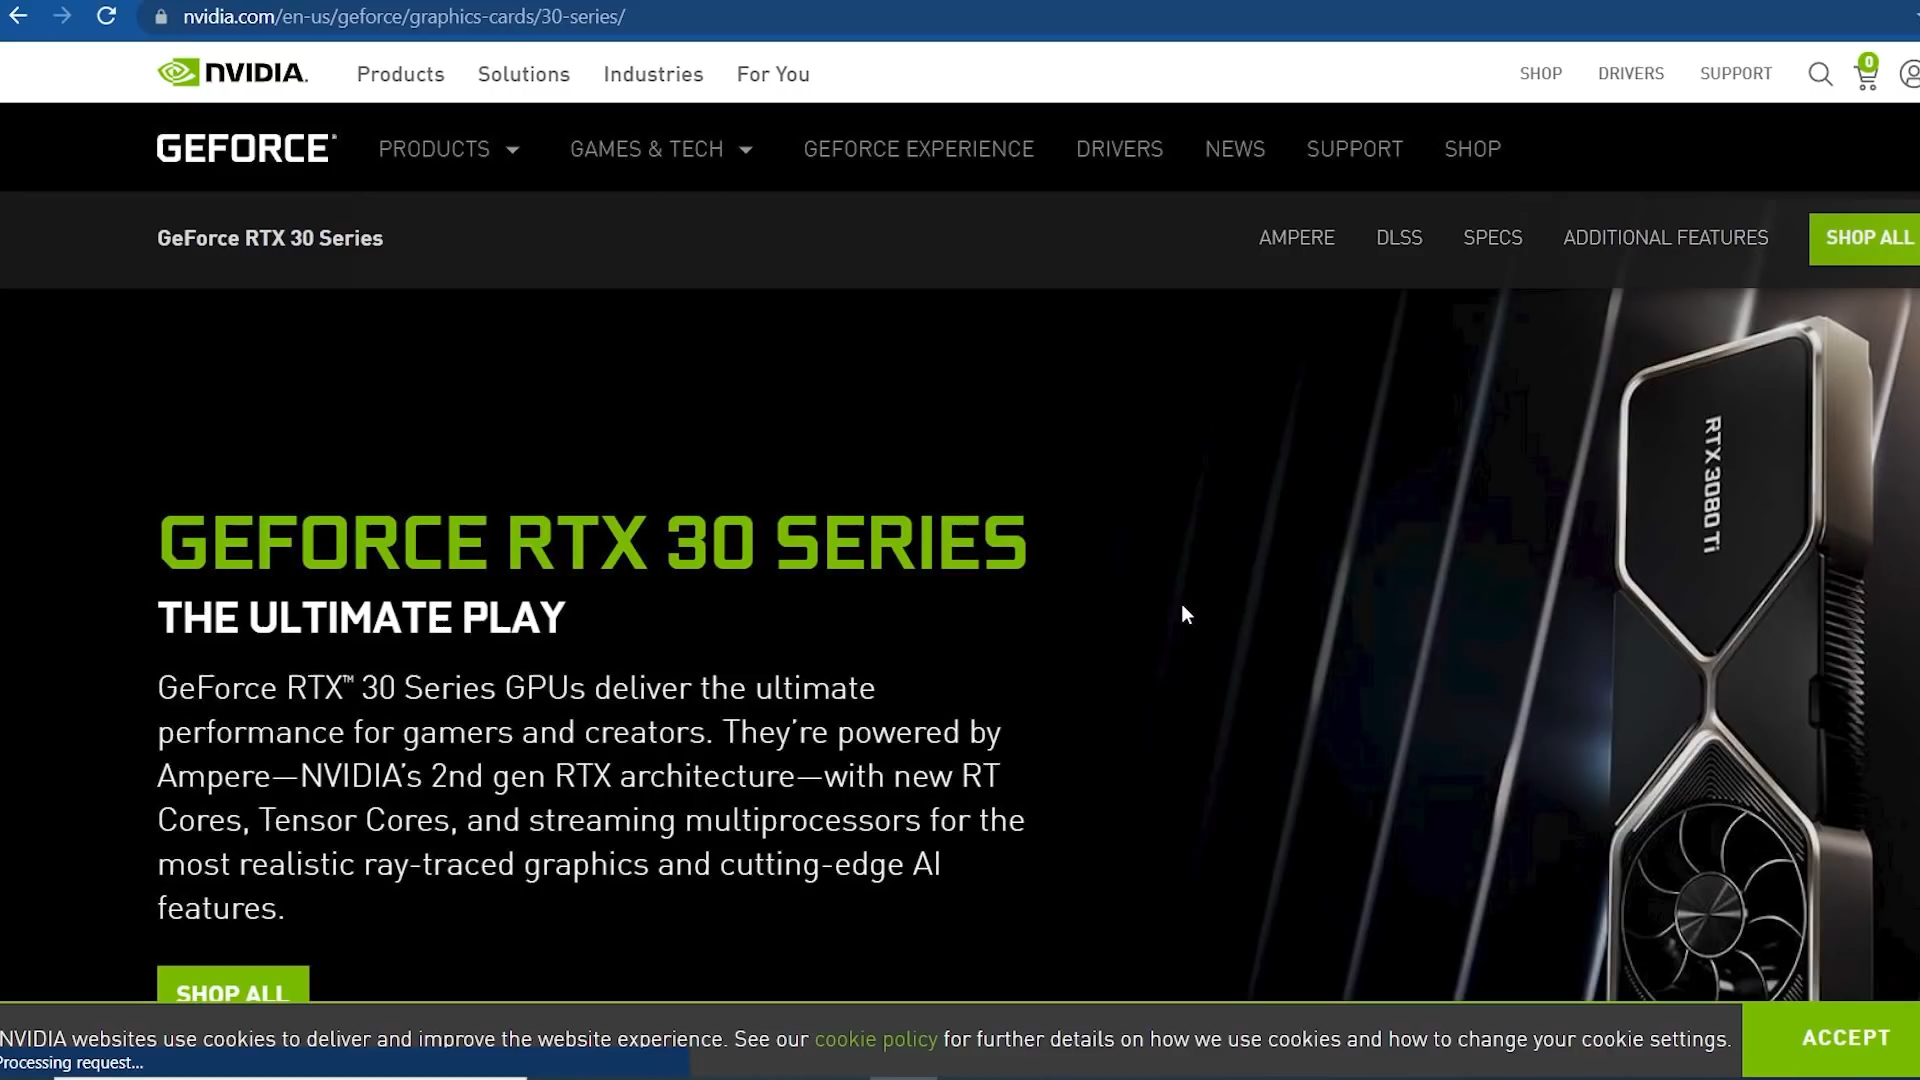 nvidia.com/en-us/geforce/graphics-cards/30-series/
NVIDIA.
Products Solutions Industries For You
SHOP DRIVERS SUPPORT 0
GEFORCE PRODUCTS GAMES & TECH GEFORCE EXPERIENCE DRIVERS NEWS SUPPORT SHOP
GeForce RTX 30 Series
AMPERE DLSS SPECS ADDITIONAL FEATURES SHOP ALL
RTX 3080 Ti
GEFORCE RTX 30 SERIES
THE ULTIMATE PLAY
GeForce RTX™ 30 Series GPUs deliver the ultimate
performance for gamers and creators. They’re powered by
Ampere—NVIDIA’s 2nd gen RTX architecture—with new RT
Cores, Tensor Cores, and streaming multiprocessors for the
most realistic ray-traced graphics and cutting-edge AI
features.
SHOP ALL
NVIDIA websites use cookies to deliver and improve the website experience. See our cookie policy for further details on how we use cookies and how to change your cookie settings.
ACCEPT
Processing request...